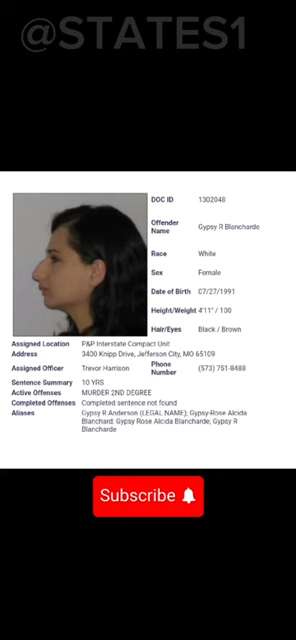 @STATES1
DOC ID 1302048
Offender Name Gypsy R Blancharde
Race White
Sex Female
Date of Birth 07/27/1991
Height/Weight 4'11" / 100
Hair/Eyes Black / Brown
Assigned Location P&P Interstate Compact Unit
Address 3400 Knipp Drive, Jefferson City, MO 65109
Assigned Officer Trevor Harrison Phone Number (573) 751-8488
Sentence Summary 10 YRS
Active Offenses MURDER 2ND DEGREE
Completed Offenses Completed sentence not found
Aliases Gypsy R Anderson (LEGAL NAME); Gypsy-Rose Alcida
Blanchard; Gypsy Rose Alcida Blancharde; Gypsy R
Blancharde
Subscribe